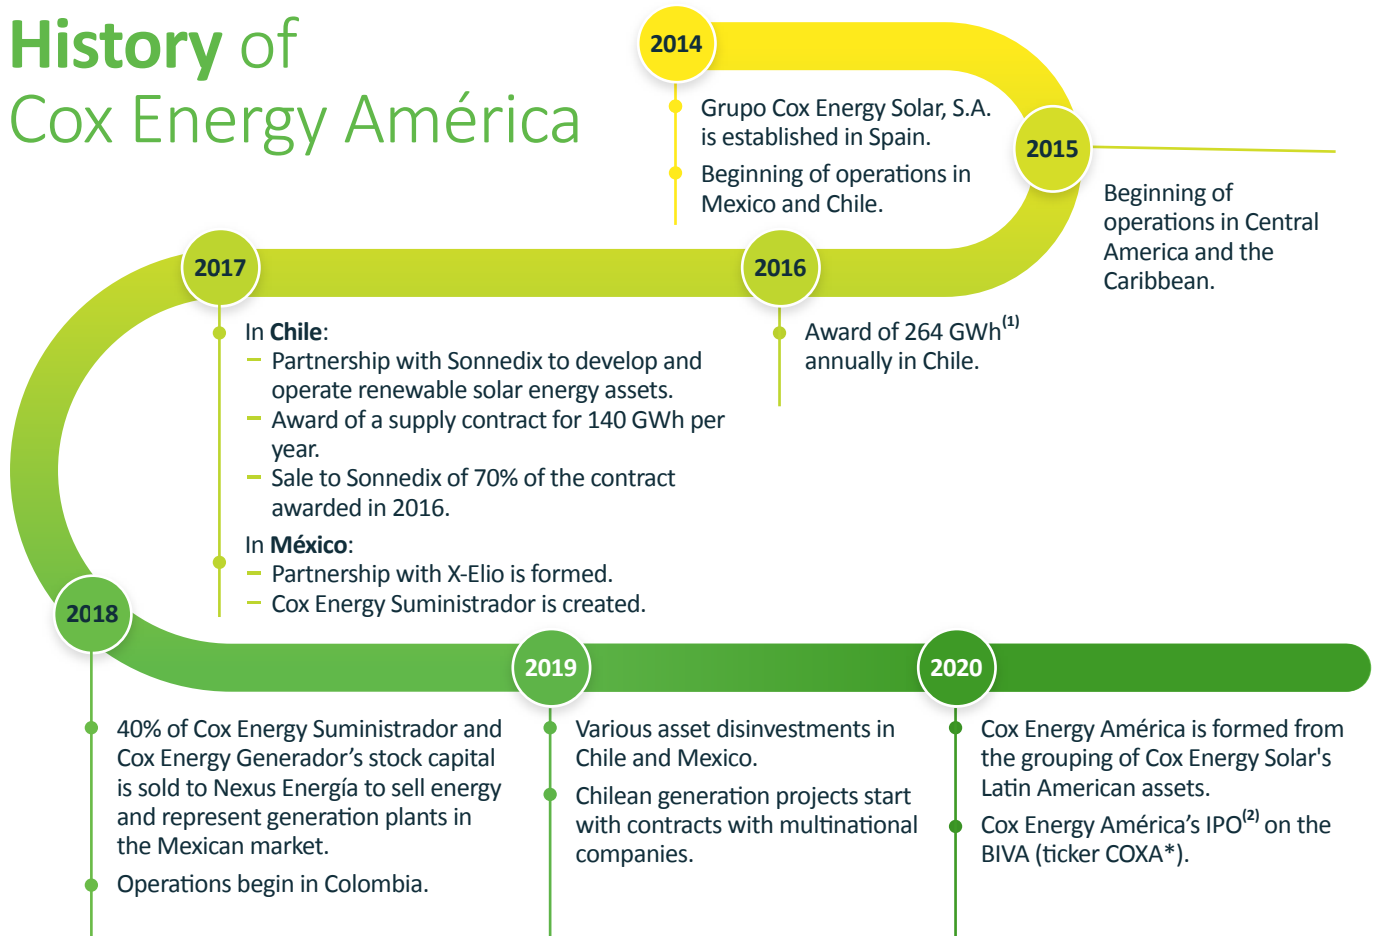 History of
Cox Energy América
2014
Grupo Cox Energy Solar, S.A.
is established in Spain.
Beginning of operations in
Mexico and Chile.
2015
Beginning of
operations in Central
America and the
Caribbean.
2016
Award of 264 GWh(1)
annually in Chile.
2017
In Chile:
– Partnership with Sonnedix to develop and
operate renewable solar energy assets.
– Award of a supply contract for 140 GWh per
year.
– Sale to Sonnedix of 70% of the contract
awarded in 2016.
In México:
– Partnership with X-Elio is formed.
– Cox Energy Suministrador is created.
2018
40% of Cox Energy Suministrador and
Cox Energy Generador’s stock capital
is sold to Nexus Energía to sell energy
and represent generation plants in
the Mexican market.
Operations begin in Colombia.
2019
Various asset disinvestments in
Chile and Mexico.
Chilean generation projects start
with contracts with multinational
companies.
2020
Cox Energy América is formed from
the grouping of Cox Energy Solar's
Latin American assets.
Cox Energy América’s IPO(2) on the
BIVA (ticker COXA*).